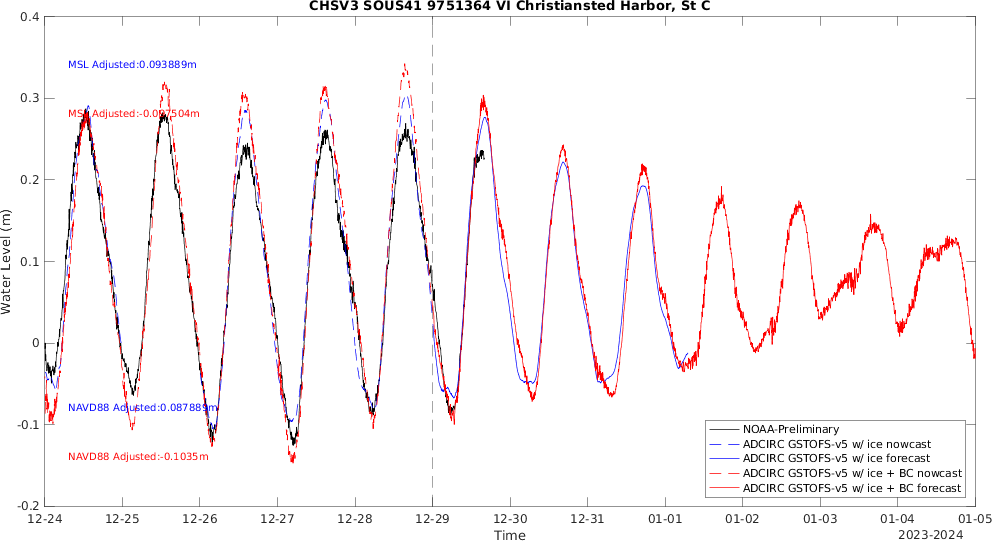 CHSV3 SOUS41 9751364 VI Christiansted Harbor, St C
0.4
0.3
0.2
0.1
0
-0.1
-0.2
Water Level (m)
MSL Adjusted:0.093889m
NAVD88 Adjusted:0.087889m
NAVD88 Adjusted:-0.1035m
NOAA-Preliminary
ADCIRC GSTOFS-v5 w/ ice nowcast
ADCIRC GSTOFS-v5 w/ ice forecast
ADCIRC GSTOFS-v5 w/ ice + BC nowcast
ADCIRC GSTOFS-v5 w/ ice + BC forecast
12-24 12-25 12-26 12-27 12-28 12-29 12-30 12-31 01-01 01-02 01-03 01-04 01-05
Time
2023-2024